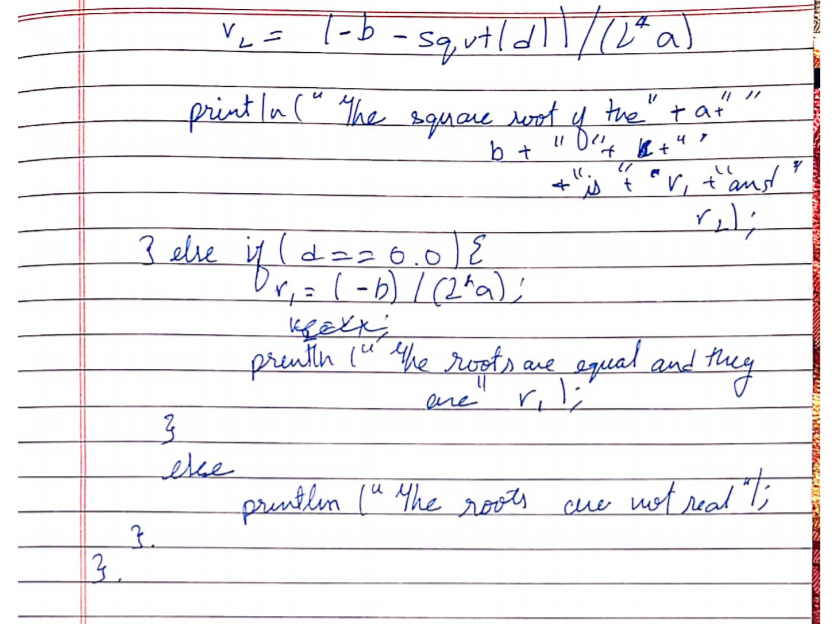 r2 = (-b - sqrt(d))/(2*a)
println(" The square root of the" + a+" "
b + " "+ +" "
+"is "+ "r1 +"and "
r2);
} else if ( d == 0.0){
r1 = (-b) / (2*a);
println (" The roots are equal and they
are" r1 );
}
else
println (" The roots are not real ");
}.
}.